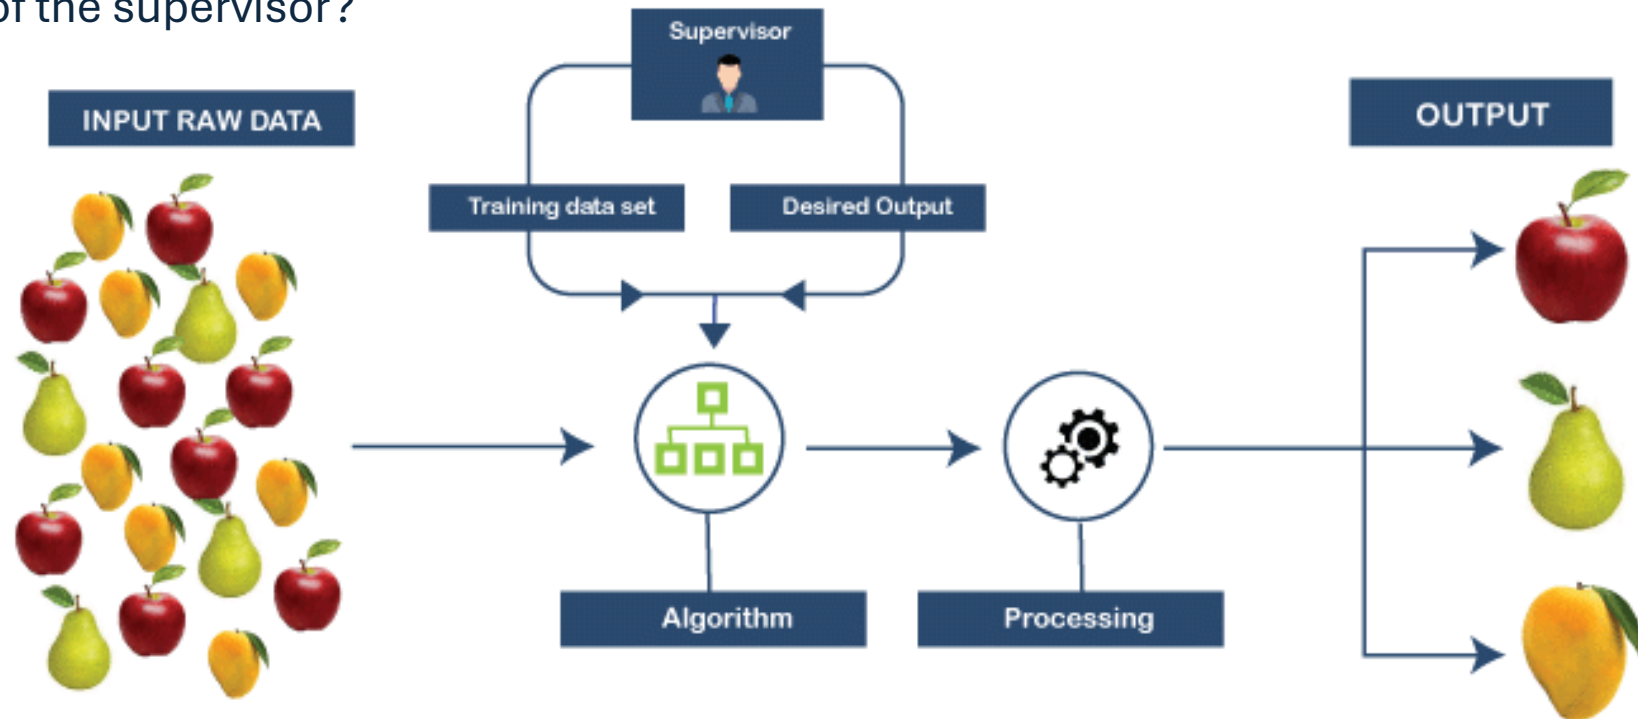 of the supervisor?
Supervisor
INPUT RAW DATA
OUTPUT
Training data set
Desired Output
Algorithm
Processing